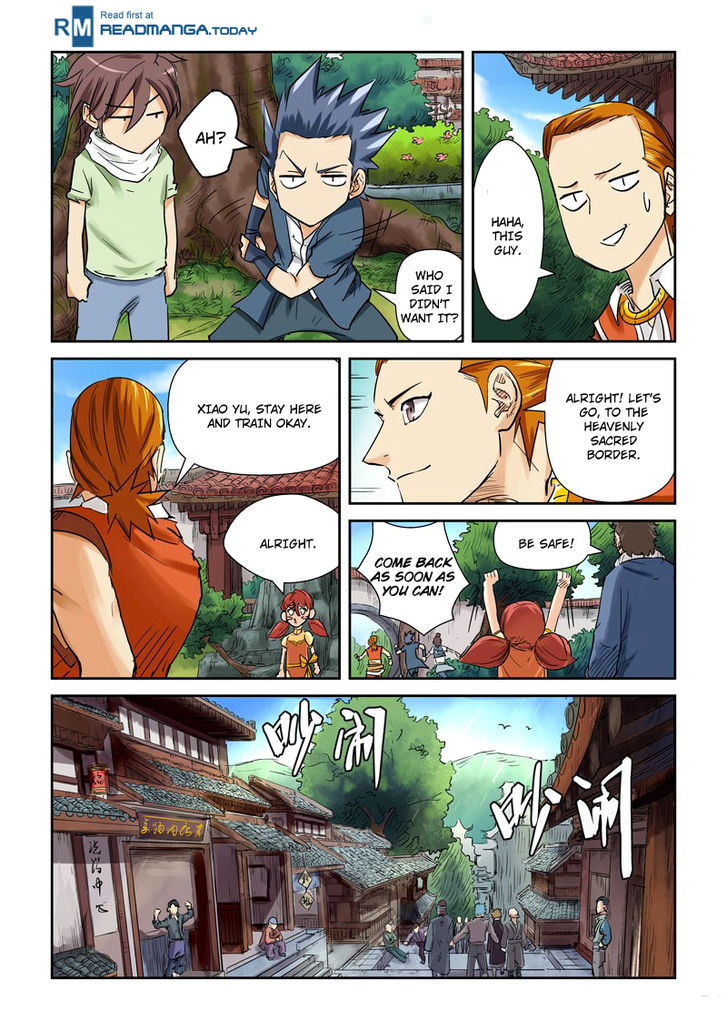 RM
Read first at
READMANGA.TODAY
AH?
WHO
SAID I
DIDN'T
WANT IT?
HAHA,
THIS
GUY.
XIAO YU, STAY HERE
AND TRAIN OKAY.
ALRIGHT.
ALRIGHT! LET'S
GO, TO THE
HEAVENLY
SACRED
BORDER.
COME BACK
AS SOON AS
YOU CAN!
BE SAFE!
吵闹
吵闹